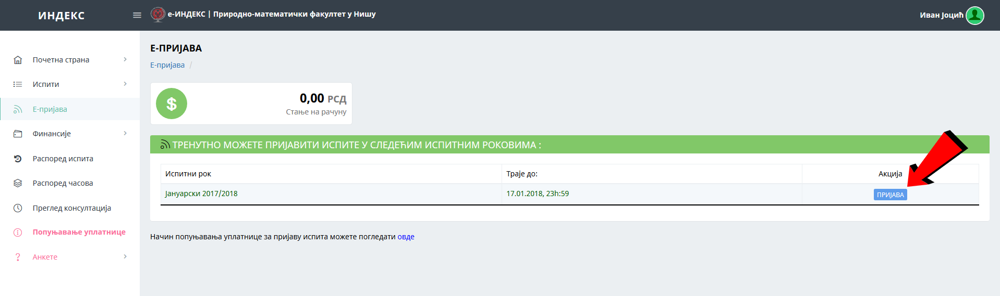 ИНДЕКС
е-ИНДЕКС | Природно-математички факултет у Нишу
Иван Јоцић
Почетна страна
Испити
Е-пријава
Финансије
Распоред испита
Распоред часова
Преглед консултација
Попуњавање уплатнице
Анкете
Е-ПРИЈАВА
Е-пријава /
$
0,00 РСД
Стање на рачуну
ТРЕНУТНО МОЖЕТЕ ПРИЈАВИТИ ИСПИТЕ У СЛЕДЕЋИМ ИСПИТНИМ РОКОВИМА :
Испитни рок Траје до: Акција
Јануарски 2017/2018 17.01.2018, 23h:59 ПРИЈАВА
Начин попуњавања уплатнице за пријаву испита можете погледати овде